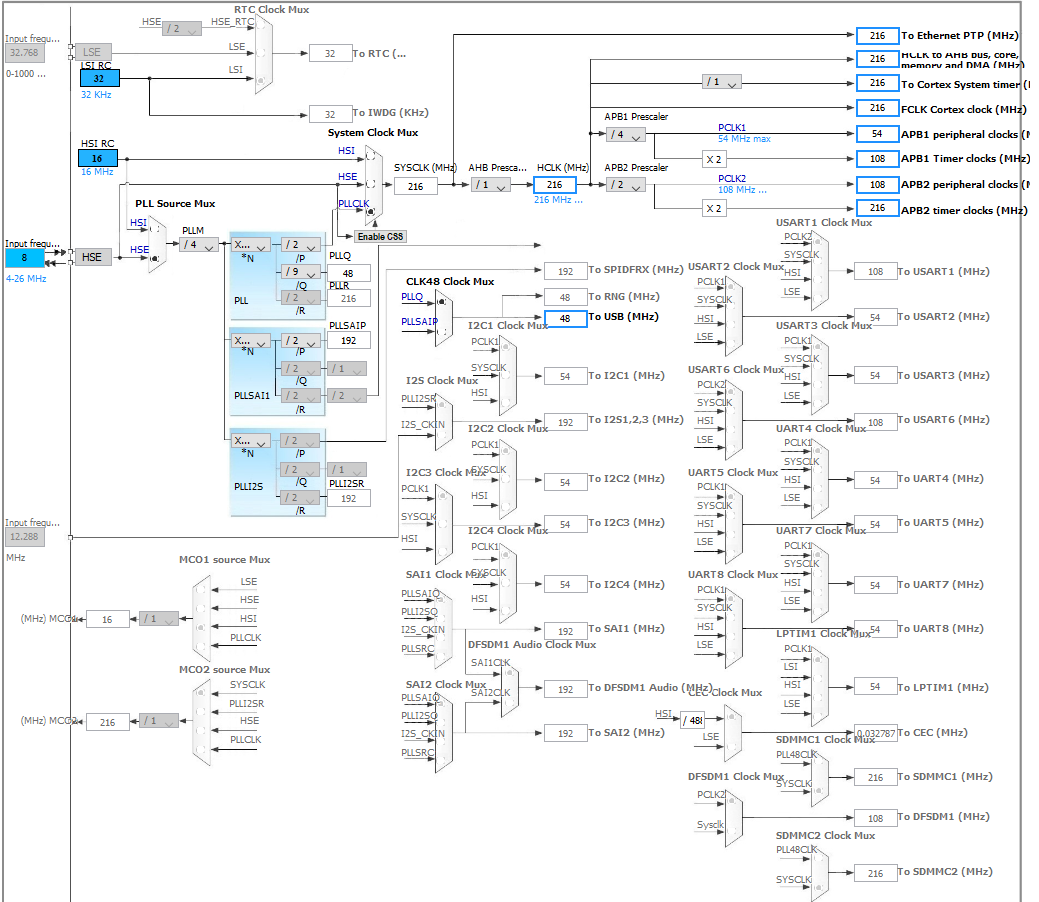 RTC Clock Mux
HSE
/ 2
HSE_RTC
Input frequ...
32.768
0-1000 ...
LSE
LSE
32
To RTC (...
LSI RC
32
32 KHz
LSI
32
To IWDG (KHz)
216
To Ethernet PTP (MHz)
216
HCLK to AHB bus, core,
memory and DMA (MHz)
/ 1
216
To Cortex System timer (
216
FCLK Cortex clock (MHz)
APB1 Prescaler
/ 4
PCLK1
54 MHz max
54
APB1 peripheral clocks (
X 2
108
APB1 Timer clocks (MHz)
APB2 Prescaler
/ 2
PCLK2
108 MHz ...
108
APB2 peripheral clocks (
X 2
216
APB2 timer clocks (MHz)
System Clock Mux
HSI RC
16
16 MHz
HSI
HSE
PLLCLK
SYSCLK (MHz)
216
AHB Presca...
/ 1
HCLK (MHz)
216
216 MHz ...
Enable CSS
PLL Source Mux
HSI
HSE
PLLM
/ 4
Input frequ...
8
4-26 MHz
HSE
X...
*N
/ 2
/P
PLLQ
/ 9
48
/Q
PLLR
/ 2
216
/R
PLL
PLLSAIP
X...
*N
/ 2
192
/P
/ 2
/ 1
/Q
/ 2
/ 2
/R
PLLSAI1
X...
*N
/ 2
/P
/ 2
/ 1
/Q
PLLI2SR
/ 2
192
/R
PLLI2S
192
To SPIDFRX (MHz)
CLK48 Clock Mux
PLLQ
PLLSAIP
48
To RNG (MHz)
48
To USB (MHz)
I2C1 Clock Mux
PCLK1
SYSCLK
HSI
54
To I2C1 (MHz)
I2S Clock Mux
PLLI2SR
I2S_CKIN
192
To I2S1,2,3 (MHz)
I2C2 Clock Mux
PCLK1
SYSCLK
HSI
54
To I2C2 (MHz)
I2C3 Clock Mux
PCLK1
SYSCLK
HSI
54
To I2C3 (MHz)
I2C4 Clock Mux
PCLK1
SYSCLK
HSI
54
To I2C4 (MHz)
SAI1 Clock Mux
PLLSAIQ
PLLI2SQ
I2S_CKIN
PLLSRC
192
To SAI1 (MHz)
DFSDM1 Audio Clock Mux
SAI1CLK
SAI2CLK
192
To DFSDM1 Audio (MHz)
SAI2 Clock Mux
PLLSAIQ
PLLI2SQ
I2S_CKIN
PLLSRC
192
To SAI2 (MHz)
Input frequ...
12.288
MHz
MCO1 source Mux
LSE
HSE
HSI
PLLCLK
/ 1
16
(MHz) MCO1
MCO2 source Mux
SYSCLK
PLLI2SR
HSE
PLLCLK
/ 1
216
(MHz) MCO2
USART1 Clock Mux
PCLK2
SYSCLK
HSI
LSE
108
To USART1 (MHz)
USART2 Clock Mux
PCLK1
SYSCLK
HSI
LSE
54
To USART2 (MHz)
USART3 Clock Mux
PCLK1
SYSCLK
HSI
LSE
54
To USART3 (MHz)
USART6 Clock Mux
PCLK2
SYSCLK
HSI
LSE
108
To USART6 (MHz)
UART4 Clock Mux
PCLK1
SYSCLK
HSI
LSE
54
To UART4 (MHz)
UART5 Clock Mux
PCLK1
SYSCLK
HSI
LSE
54
To UART5 (MHz)
UART7 Clock Mux
PCLK1
SYSCLK
HSI
LSE
54
To UART7 (MHz)
UART8 Clock Mux
PCLK1
SYSCLK
HSI
LSE
54
To UART8 (MHz)
LPTIM1 Clock Mux
PCLK1
LSI
HSI
LSE
54
To LPTIM1 (MHz)
CEC Clock Mux
HSI
/ 488
LSE
0.032787
To CEC (MHz)
SDMMC1 Clock Mux
PLL48CLK
SYSCLK
216
To SDMMC1 (MHz)
DFSDM1 Clock Mux
PCLK2
Sysclk
108
To DFSDM1 (MHz)
SDMMC2 Clock Mux
PLL48CLK
SYSCLK
216
To SDMMC2 (MHz)